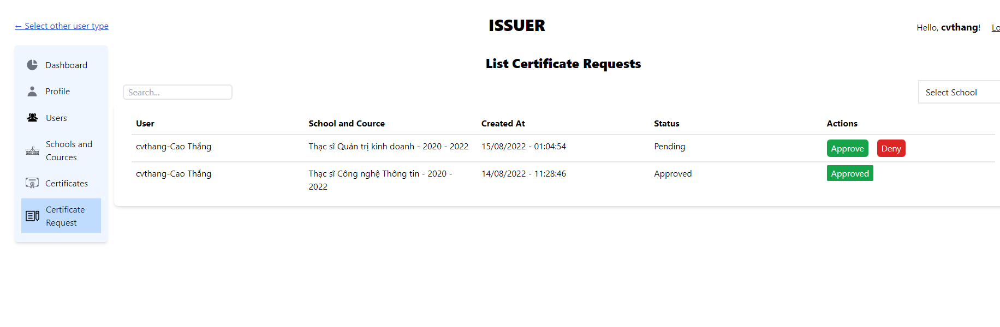 ← Select other user type
ISSUER
Hello, cvthang!
Lo
Dashboard
Profile
Users
Schools and
Cources
Certificates
Certificate
Request
List Certificate Requests
Search...
Select School
User School and Cource Created At Status Actions
cvthang-Cao Thắng Thạc sĩ Quản trị kinh doanh - 2020 - 2022 15/08/2022 - 01:04:54 Pending Approve Deny
cvthang-Cao Thắng Thạc sĩ Công nghệ Thông tin - 2020 - 14/08/2022 - 11:28:46 Approved Approved
2022